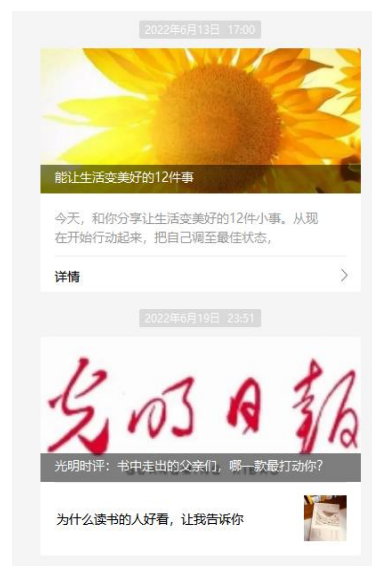 2022年6月13日 17:00
能让生活变美好的12件事
今天，和你分享让生活变美好的12件小事。从现
在开始行动起来，把自己调至最佳状态，
详情
2022年6月19日 23:51
光明日报
光明时评：书中走出的父亲们，哪一款最打动你？
为什么读书的人好看，让我告诉你